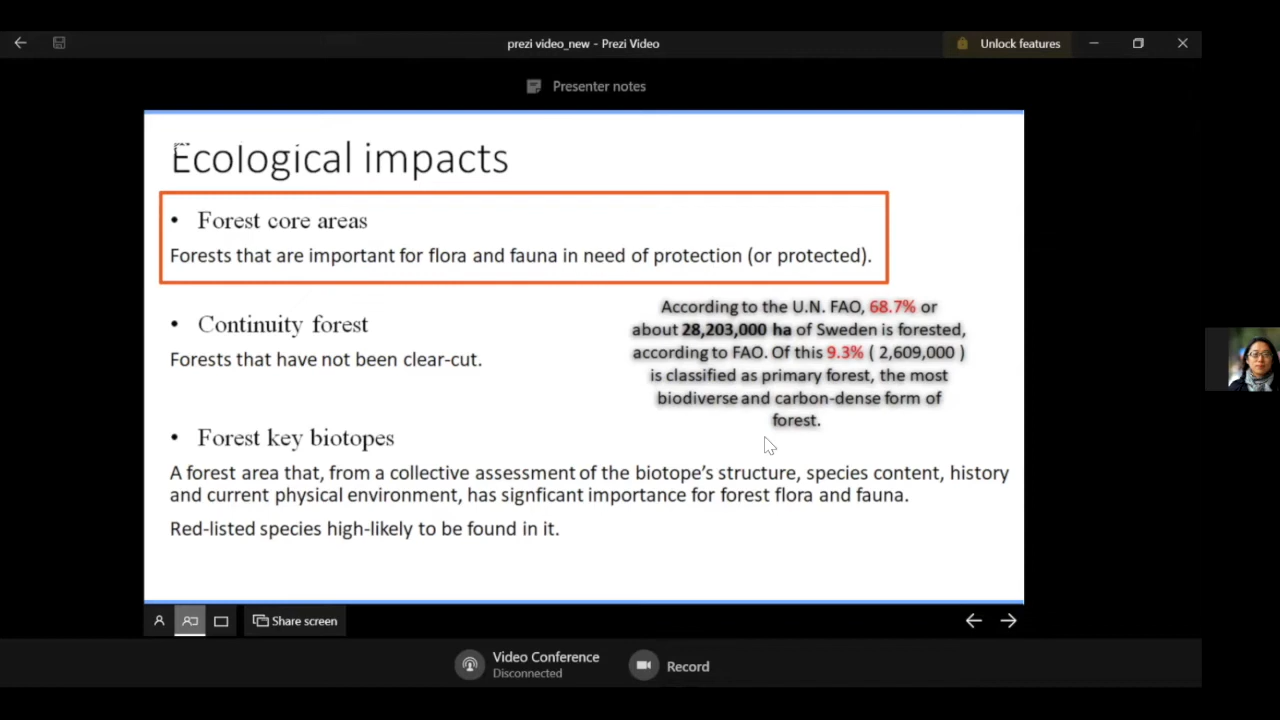 prezi video_new - Prezi Video
Unlock features
Presenter notes
Ecological impacts
• Forest core areas
Forests that are important for flora and fauna in need of protection (or protected).
• Continuity forest
Forests that have not been clear-cut.
According to the U.N. FAO, 68.7% or
about 28,203,000 ha of Sweden is forested,
according to FAO. Of this 9.3% ( 2,609,000 )
is classified as primary forest, the most
biodiverse and carbon-dense form of
forest.
• Forest key biotopes
A forest area that, from a collective assessment of the biotope's structure, species content, history
and current physical environment, has signficant importance for forest flora and fauna.
Red-listed species high-likely to be found in it.
Share screen
Video Conference
Disconnected
Record